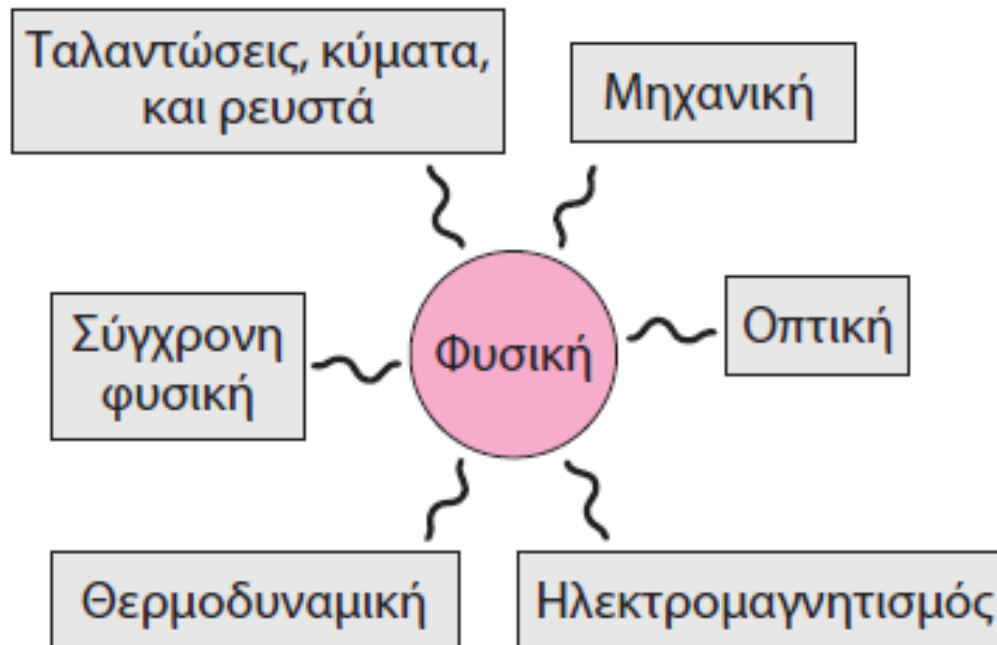 Ταλαντώσεις, κύματα,
και ρευστά
Μηχανική
Σύγχρονη
φυσική
Φυσική
Οπτική
Θερμοδυναμική
Ηλεκτρομαγνητισμός